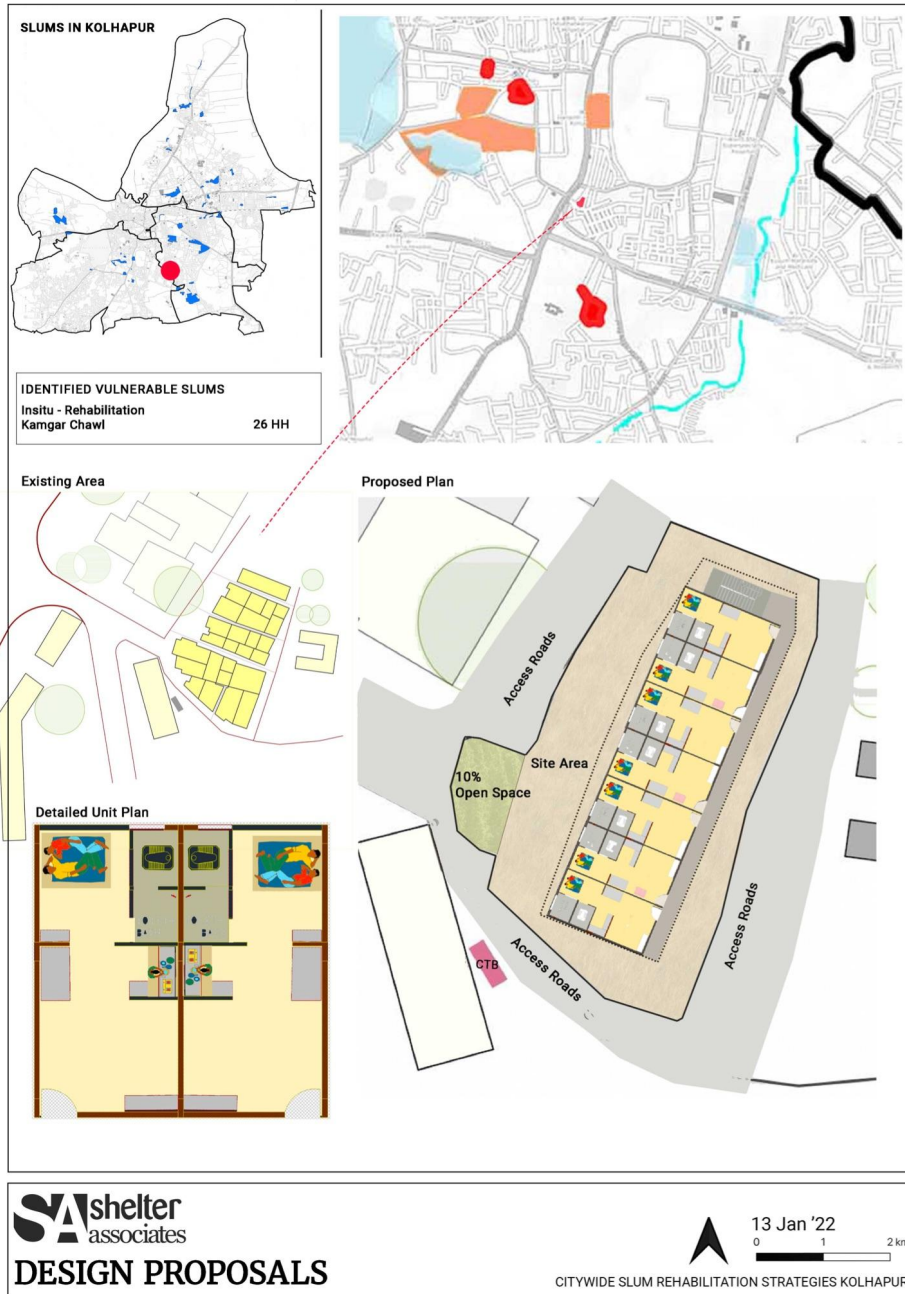 SLUMS IN KOLHAPUR
IDENTIFIED VULNERABLE SLUMS
Insitu - Rehabilitation
Kamgar Chawl 26 HH
Existing Area
Proposed Plan
Access Roads
Site Area
10%
Open Space
Access Roads
CTB
Access Roads
Detailed Unit Plan
SA shelter
associates
DESIGN PROPOSALS
13 Jan '22
0 1 2 km
CITYWIDE SLUM REHABILITATION STRATEGIES KOLHAPUR